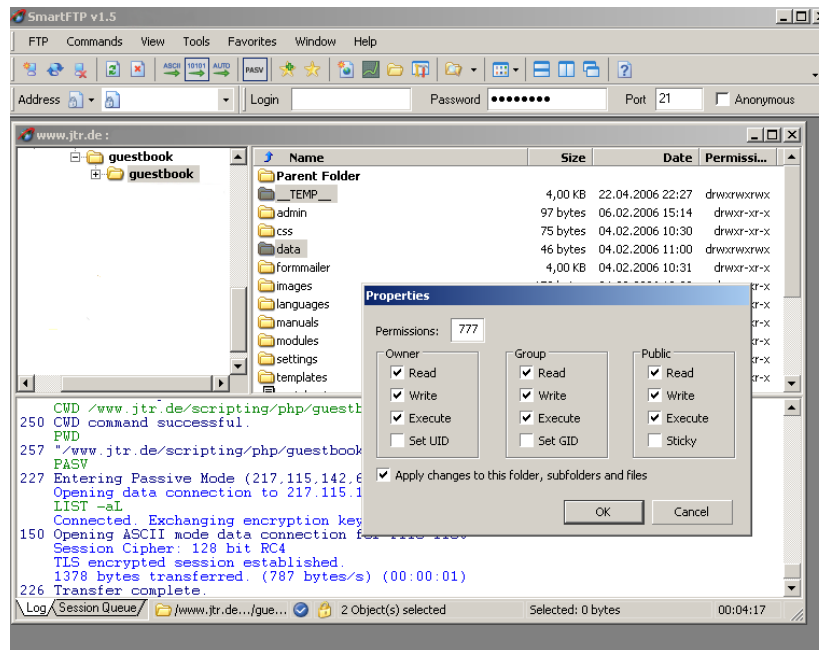 SmartFTP v1.5
FTP Commands View Tools Favorites Window Help
ASCII 10101 AUTO PASV
Address Login Password ●●●●●●●● Port 21 Anonymous
www.jtr.de :
guestbook
guestbook
Name Size Date Permissi...
Parent Folder
__TEMP__ 4,00 KB 22.04.2006 22:27 drwxrwxrwx
admin 97 bytes 06.02.2006 15:14 drwxr-xr-x
css 75 bytes 04.02.2006 10:30 drwxr-xr-x
data 46 bytes 04.02.2006 11:00 drwxrwxrwx
formmailer 4,00 KB 04.02.2006 10:31 drwxr-xr-x
images
languages
manuals
modules
settings
templates
Properties
Permissions: 777
Owner Group Public
Read Read Read
Write Write Write
Execute Execute Execute
Set UID Set GID Sticky
Apply changes to this folder, subfolders and files
OK Cancel
CWD /www.jtr.de/scripting/php/guestb
250 CWD command successful.
PWD
257 "/www.jtr.de/scripting/php/guestbook
PASV
227 Entering Passive Mode (217,115,142,6
Opening data connection to 217.115.1
LIST -aL
Connected. Exchanging encryption key
150 Opening ASCII mode data connection for file list
Session Cipher: 128 bit RC4
TLS encrypted session established.
1378 bytes transferred. (787 bytes/s) (00:00:01)
226 Transfer complete.
Log Session Queue /www.jtr.de.../gue... 2 Object(s) selected Selected: 0 bytes 00:04:17